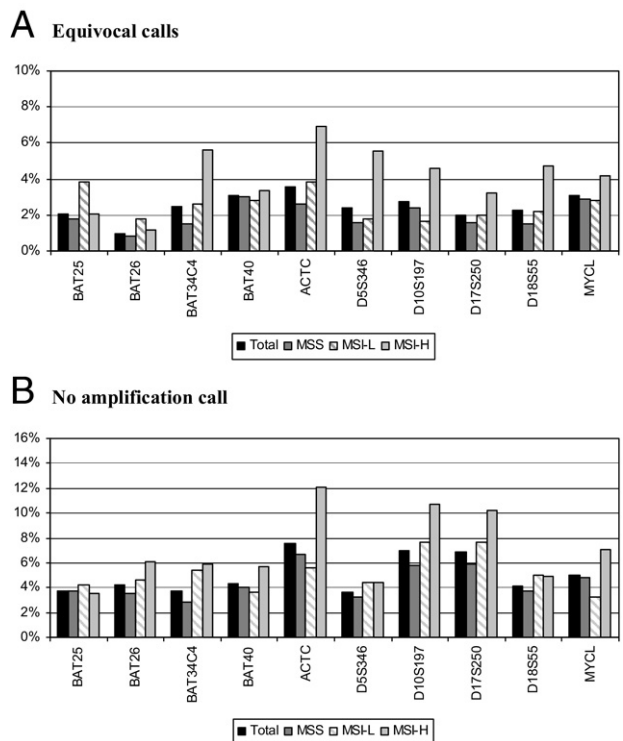 A Equivocal calls
10%
8%
6%
4%
2%
0%
BAT25 BAT26 BAT34C4 BAT40 ACTC D5S346 D10S197 D17S250 D18S55 MYCL
Total MSS MSI-L MSI-H
B No amplification call
16%
14%
12%
10%
8%
6%
4%
2%
0%
BAT25 BAT26 BAT34C4 BAT40 ACTC D5S346 D10S197 D17S250 D18S55 MYCL
Total MSS MSI-L MSI-H